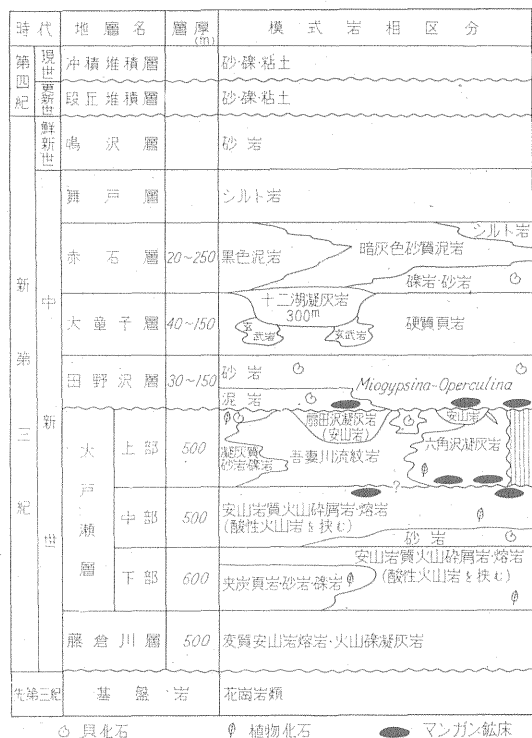 時代 地層名 層厚(m) 模式岩相区分
第四紀 現世 沖積堆積層 砂・礫・粘土
更新世 段丘堆積層 砂・礫・粘土
新第三紀 鮮新世 鳴沢層 砂岩
中新世 舞戸層 シルト岩
赤石層 20~250 黒色泥岩 暗灰色砂質泥岩 シルト岩
礫岩・砂岩
大童子層 40~150 十二湖凝灰岩 300m 硬質頁岩
玄武岩 玄武岩
田野沢層 30~150 砂岩 Miogypsina-Operculina
泥岩
大戸瀬層 上部 500 扇田沢凝灰岩(安山岩) 安山岩
凝灰質砂岩・礫岩 吾妻川流紋岩 六角沢凝灰岩
?
中部 500 安山岩質火山砕屑岩・熔岩
(酸性火山岩を挟む)
砂岩
下部 600 安山岩質火山砕屑岩・熔岩
(酸性火山岩を挟む)
夾炭頁岩・砂岩・礫岩
藤倉川層 500 変質安山岩熔岩・火山礫凝灰岩
先第三紀 基盤岩 花崗岩類
貝化石 植物化石 マンガン鉱床